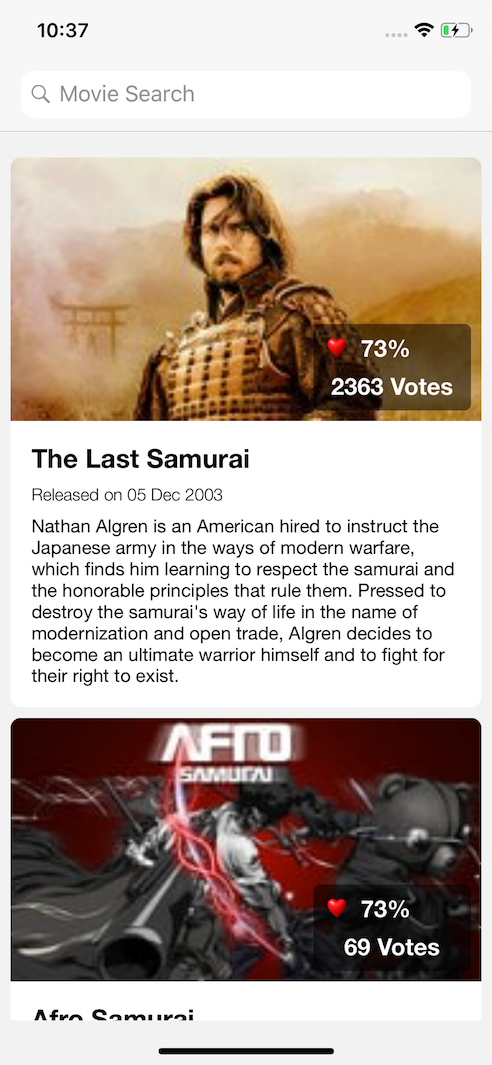 10:37
Movie Search
73%
2363 Votes
The Last Samurai
Released on 05 Dec 2003
Nathan Algren is an American hired to instruct the
Japanese army in the ways of modern warfare,
which finds him learning to respect the samurai and
the honorable principles that rule them. Pressed to
destroy the samurai's way of life in the name of
modernization and open trade, Algren decides to
become an ultimate warrior himself and to fight for
their right to exist.
AFRO
SAMURAI
73%
69 Votes
Afro Samurai